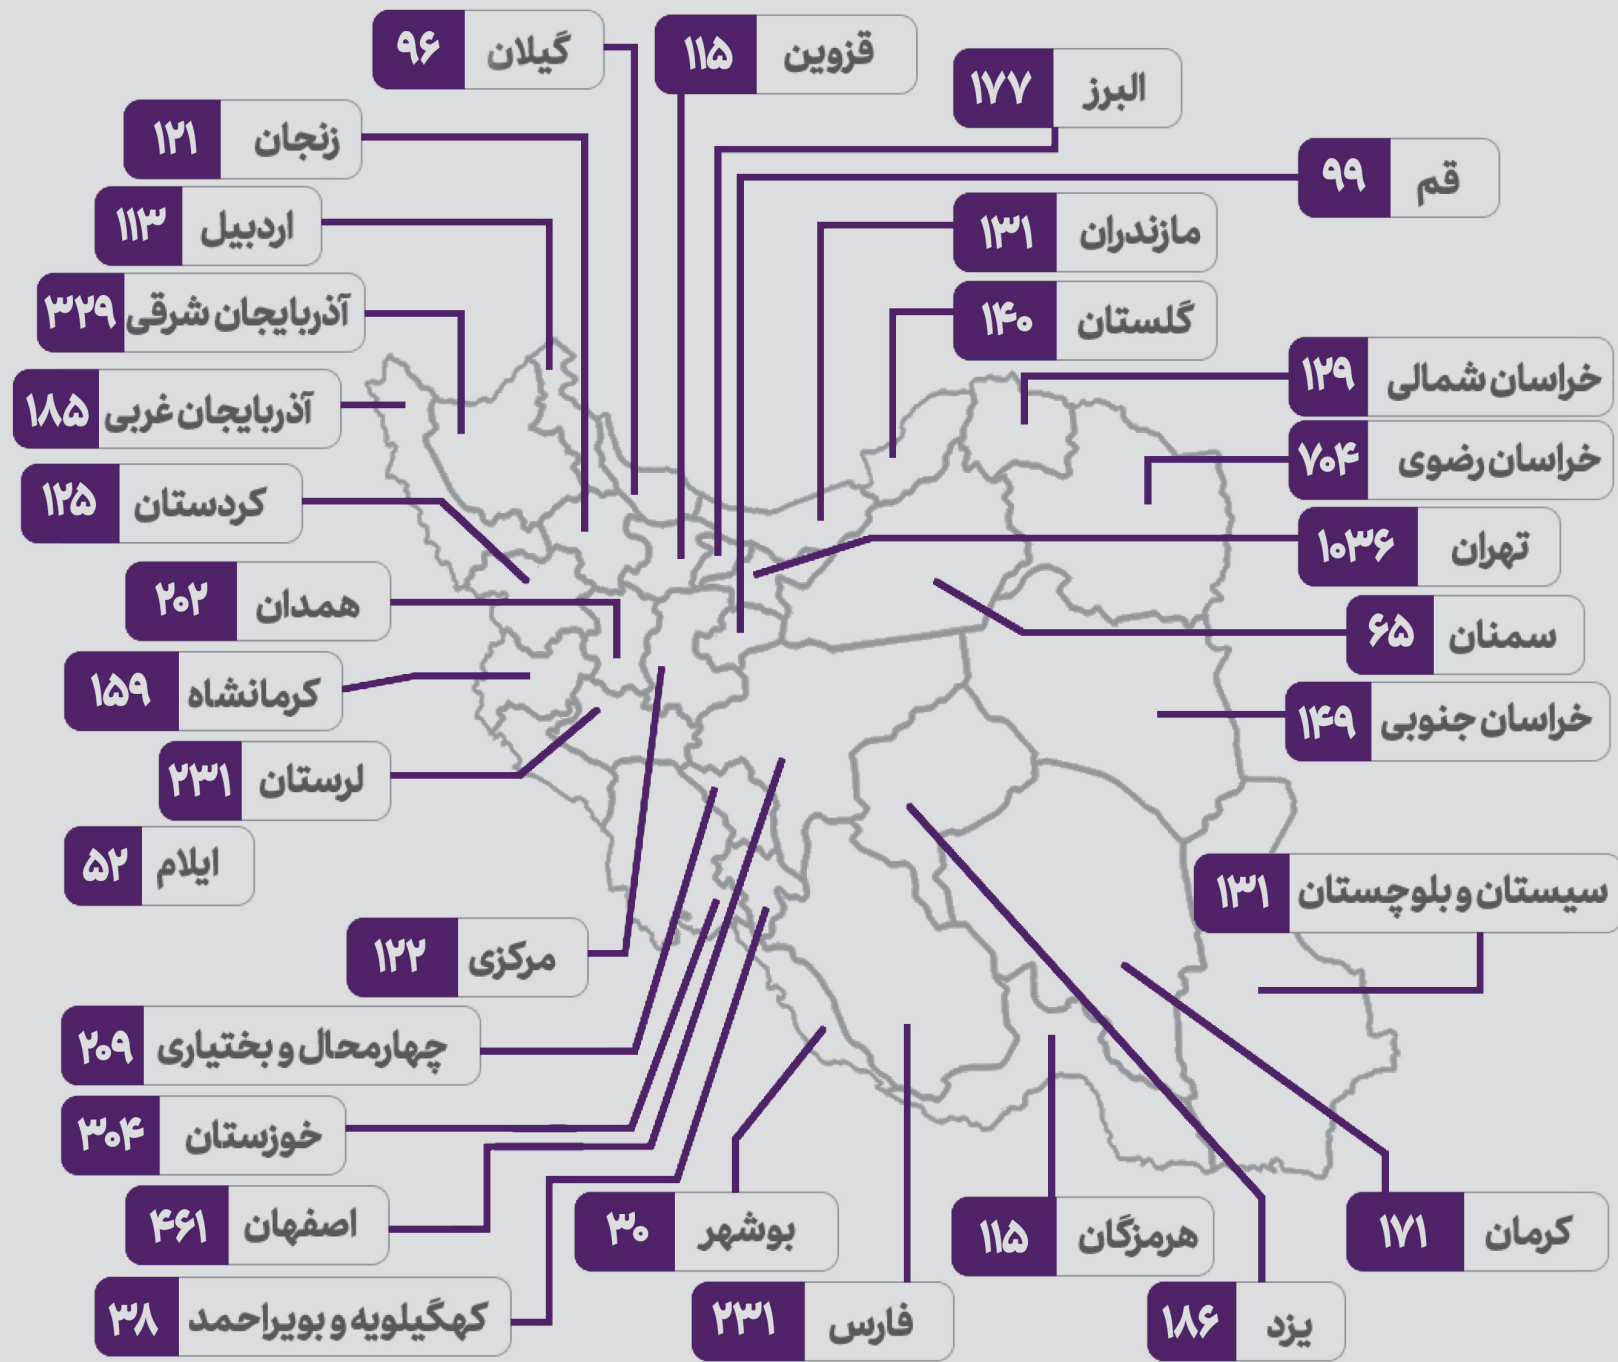 گیلان ۹۶
قزوین ۱۱۵
البرز ۱۷۷
زنجان ۱۲۱
قم ۹۹
اردبیل ۱۱۳
مازندران ۱۳۱
آذربایجان شرقی ۳۲۹
گلستان ۱۴۰
آذربایجان غربی ۱۸۵
خراسان شمالی ۱۲۹
خراسان رضوی ۷۰۴
کردستان ۱۲۵
تهران ۱۰۳۶
همدان ۲۰۲
سمنان ۶۵
کرمانشاه ۱۵۹
خراسان جنوبی ۱۴۹
لرستان ۲۳۱
ایلام ۵۲
سیستان و بلوچستان ۱۳۱
مرکزی ۱۲۲
چهارمحال و بختیاری ۲۰۹
خوزستان ۳۰۴
اصفهان ۴۶۱
بوشهر ۳۰
هرمزگان ۱۱۵
کرمان ۱۷۱
کهگیلویه و بویراحمد ۳۸
فارس ۲۳۱
یزد ۱۸۶